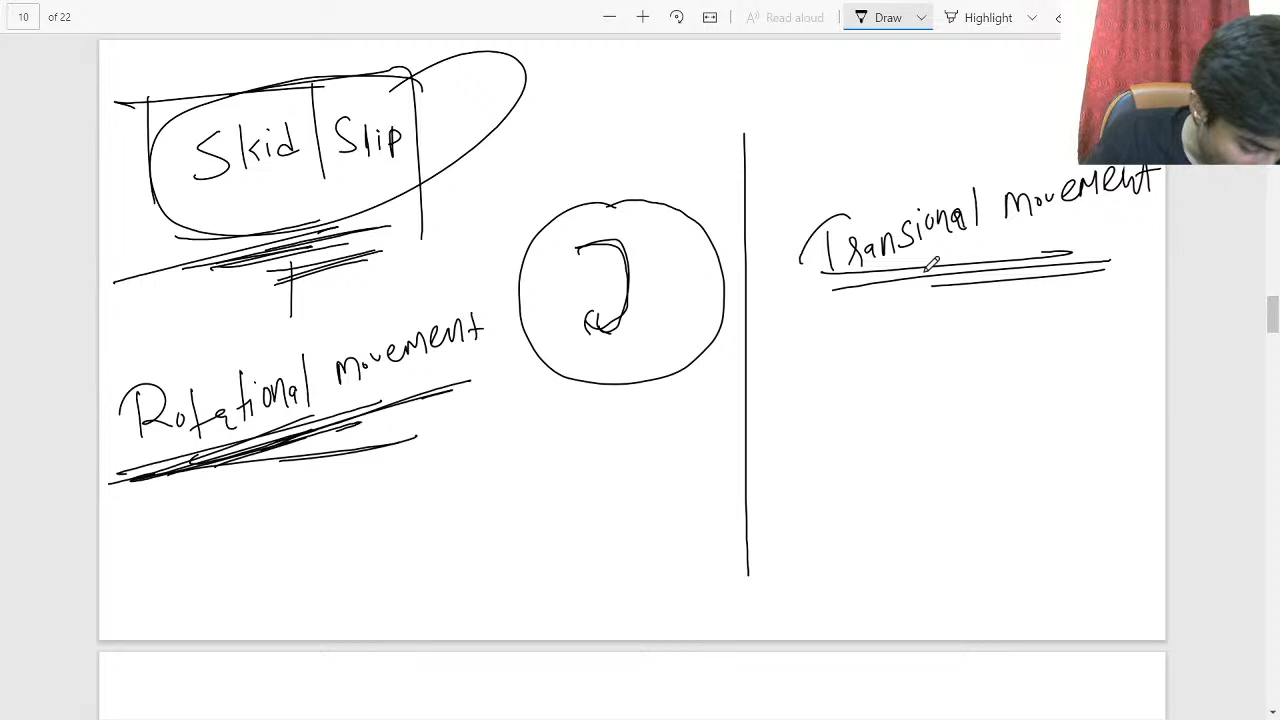 10 of 22
Read aloud
Draw
Highlight
Skid | Slip
Rotational movement
Transional movement